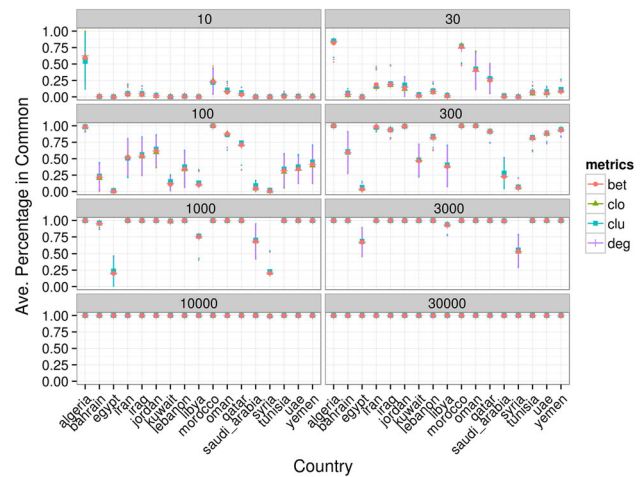 10 30
1.00
0.75
0.50
0.25
0.00
100 300
1.00
0.75
0.50
0.25
0.00
1000 3000
1.00
0.75
0.50
0.25
0.00
10000 30000
1.00
0.75
0.50
0.25
0.00
Ave. Percentage in Common
algeria bahrain egypt iran iraq jordan kuwait lebanon libya morocco oman qatar saudi_arabia syria tunisia uae yemen
algeria bahrain egypt iran iraq jordan kuwait lebanon libya morocco oman qatar saudi_arabia syria tunisia uae yemen
Country
metrics
bet
clo
clu
deg